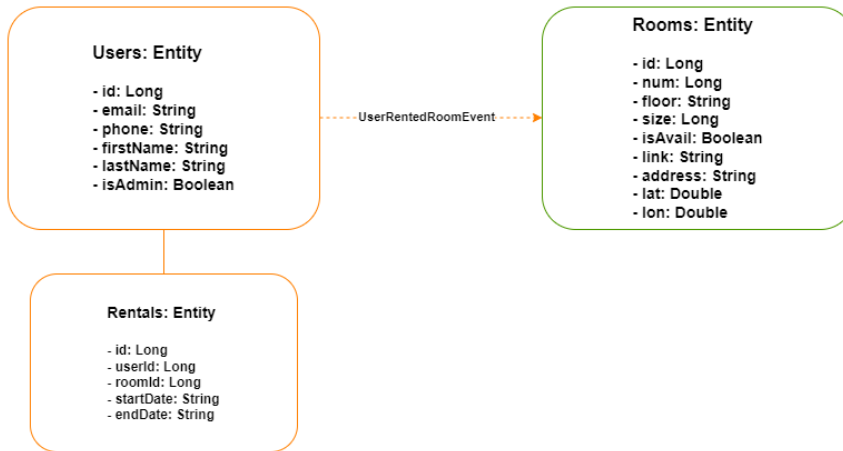 Users: Entity
- id: Long
- email: String
- phone: String
- firstName: String
- lastName: String
- isAdmin: Boolean
UserRentedRoomEvent
Rooms: Entity
- id: Long
- num: Long
- floor: String
- size: Long
- isAvail: Boolean
- link: String
- address: String
- lat: Double
- lon: Double
Rentals: Entity
- id: Long
- userId: Long
- roomId: Long
- startDate: String
- endDate: String